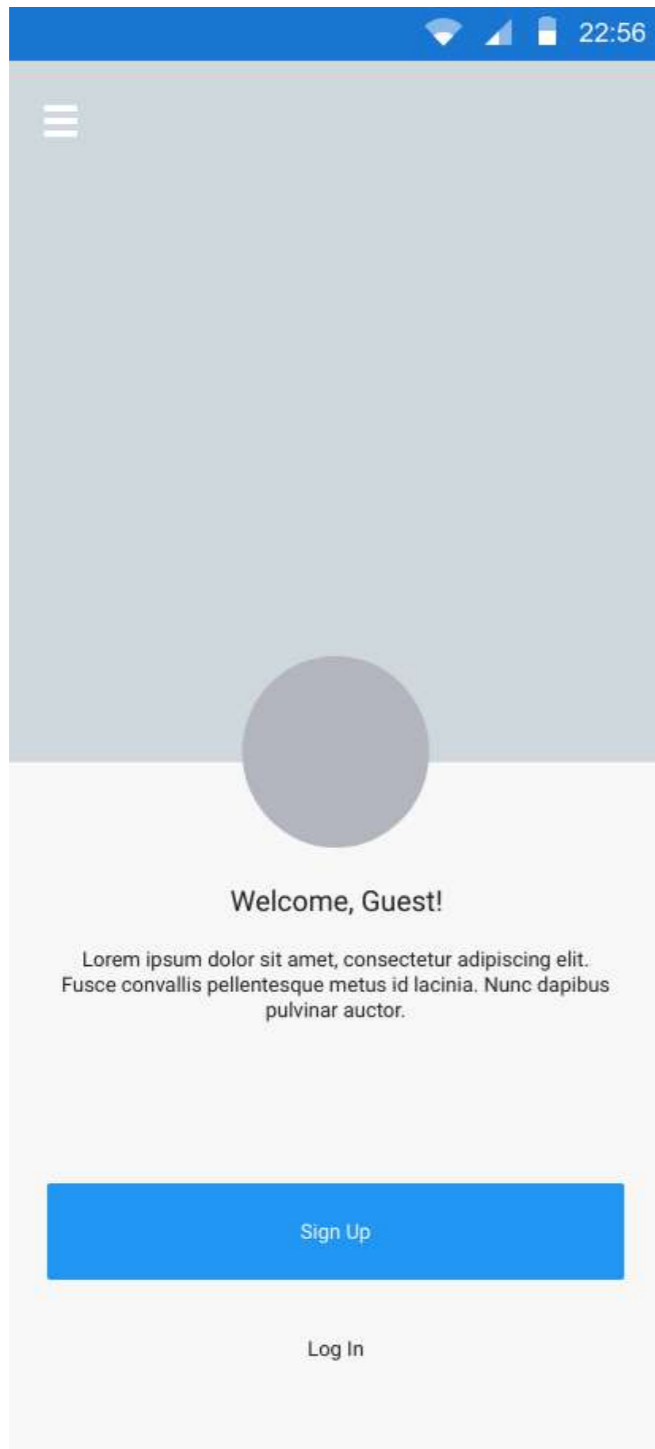 22:56
Welcome, Guest!
Lorem ipsum dolor sit amet, consectetur adipiscing elit.
Fusce convallis pellentesque metus id lacinia. Nunc dapibus
pulvinar auctor.
Sign Up
Log In